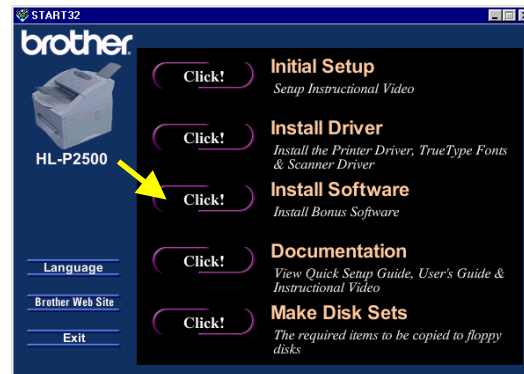 START32
brother
HL-P2500
Click!
Initial Setup
Setup Instructional Video
Click!
Install Driver
Install the Printer Driver, TrueType Fonts
& Scanner Driver
Click!
Install Software
Install Bonus Software
Click!
Documentation
View Quick Setup Guide, User's Guide &
Instructional Video
Click!
Make Disk Sets
The required items to be copied to floppy
disks
Language
Brother Web Site
Exit